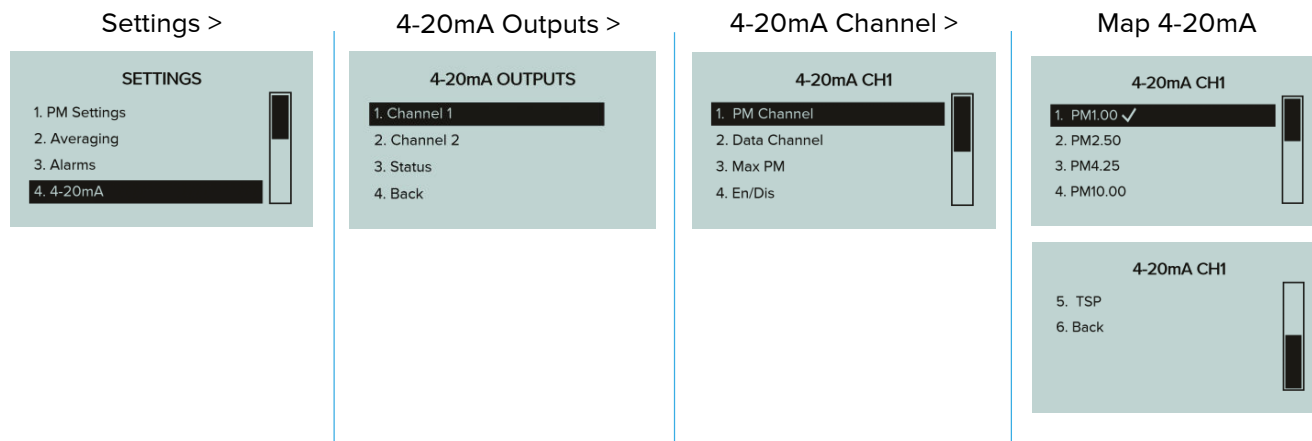 Settings >
SETTINGS
1. PM Settings
2. Averaging
3. Alarms
4. 4-20mA
4-20mA Outputs >
4-20mA OUTPUTS
1. Channel 1
2. Channel 2
3. Status
4. Back
4-20mA Channel >
4-20mA CH1
1. PM Channel
2. Data Channel
3. Max PM
4. En/Dis
Map 4-20mA
4-20mA CH1
1. PM1.00 ✓
2. PM2.50
3. PM4.25
4. PM10.00
4-20mA CH1
5. TSP
6. Back